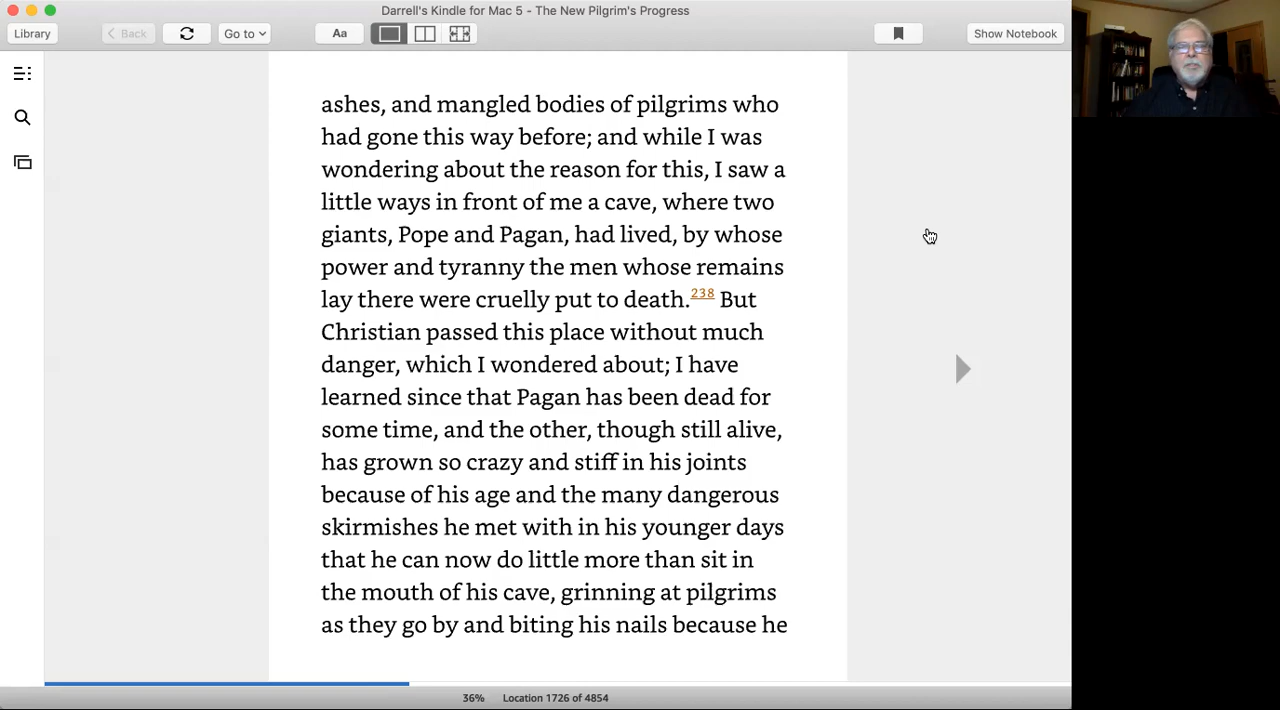 Darrell's Kindle for Mac 5 - The New Pilgrim's Progress
Library
Back
Go to
Aa
Show Notebook
ashes, and mangled bodies of pilgrims who
had gone this way before; and while I was
wondering about the reason for this, I saw a
little ways in front of me a cave, where two
giants, Pope and Pagan, had lived, by whose
power and tyranny the men whose remains
lay there were cruelly put to death.238 But
Christian passed this place without much
danger, which I wondered about; I have
learned since that Pagan has been dead for
some time, and the other, though still alive,
has grown so crazy and stiff in his joints
because of his age and the many dangerous
skirmishes he met with in his younger days
that he can now do little more than sit in
the mouth of his cave, grinning at pilgrims
as they go by and biting his nails because he
36% Location 1726 of 4854